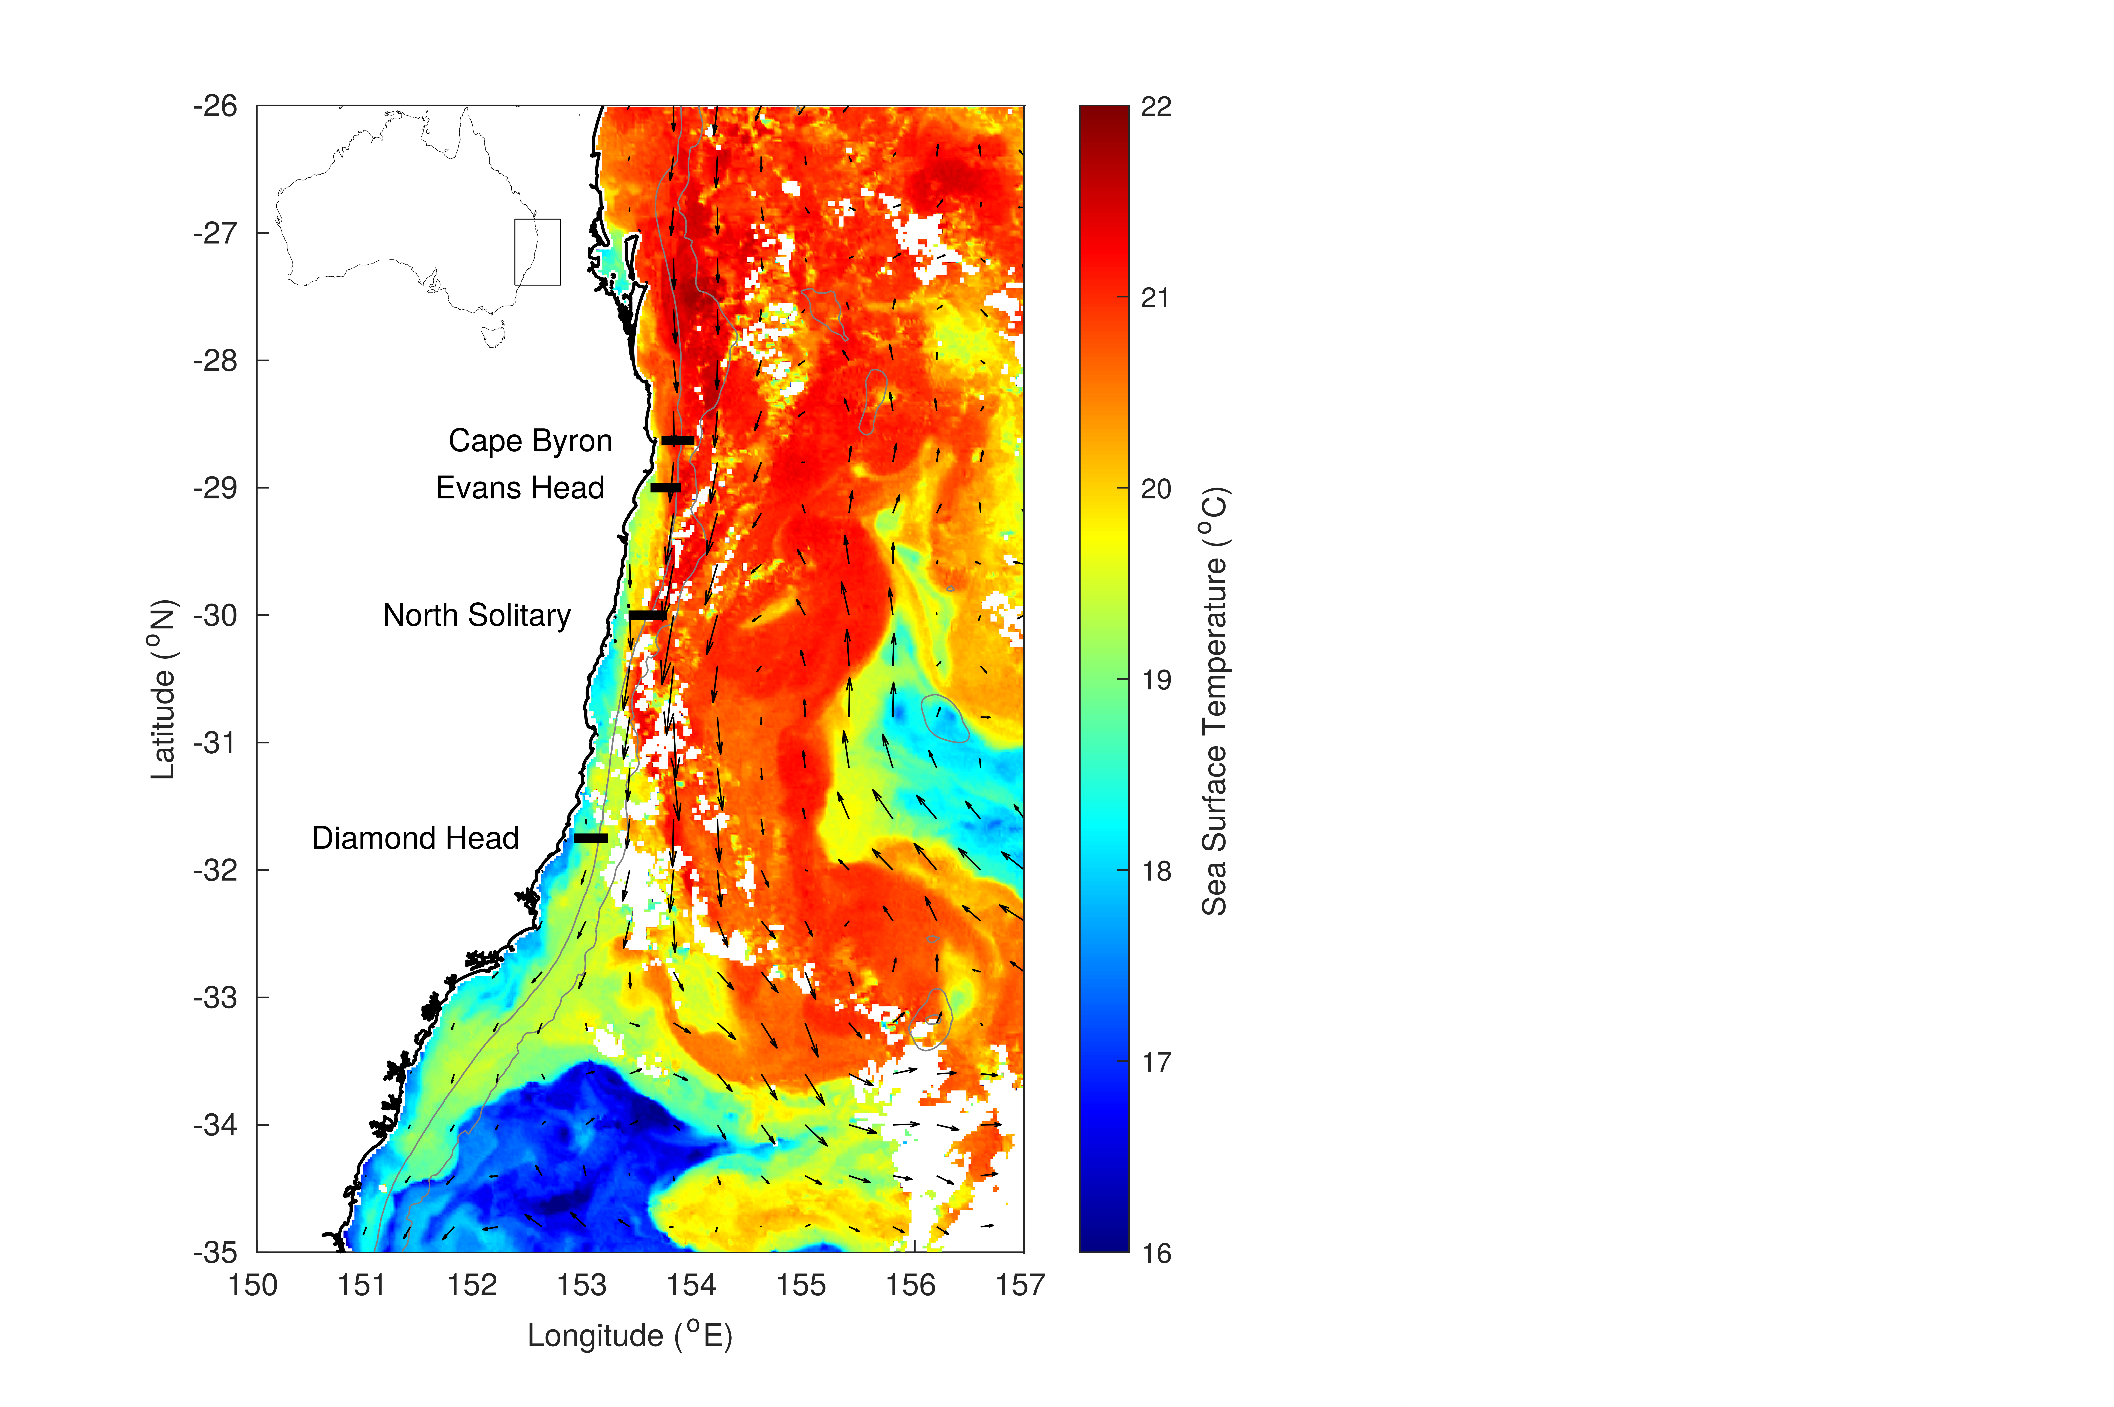 -26
-27
-28
-29
-30
-31
-32
-33
-34
-35
Latitude (°N)
Cape Byron
Evans Head
North Solitary
Diamond Head
150 151 152 153 154 155 156 157
Longitude (°E)
22
21
20
19
18
17
16
Sea Surface Temperature (°C)